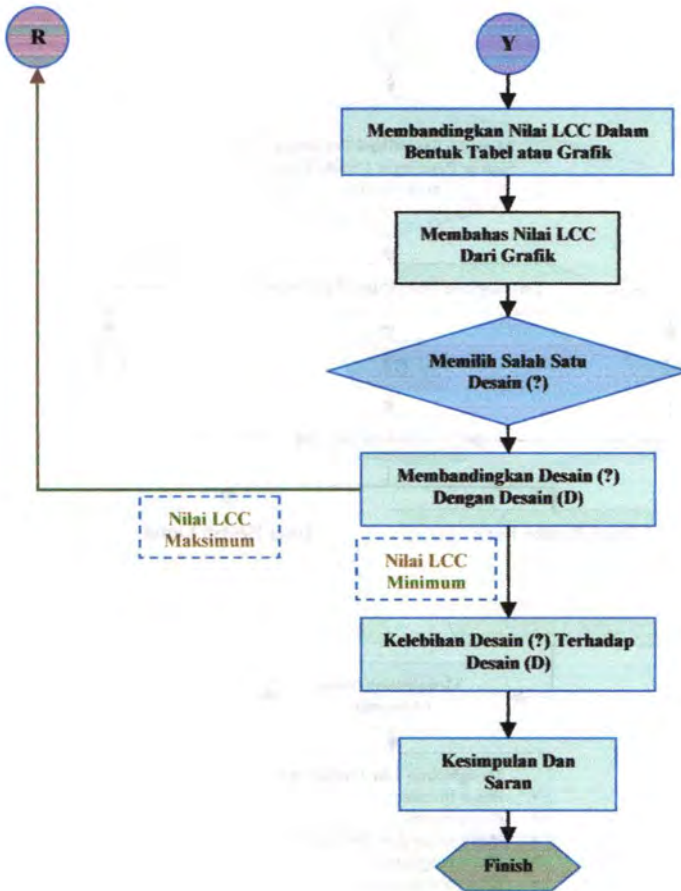 R
Y
Membandingkan Nilai LCC Dalam
Bentuk Tabel atau Grafik
Membahas Nilai LCC
Dari Grafik
Memilih Salah Satu
Desain (?)
Membandingkan Desain (?)
Dengan Desain (D)
Nilai LCC
Maksimum
Nilai LCC
Minimum
Kelebihan Desain (?) Terhadap
Desain (D)
Kesimpulan Dan
Saran
Finish